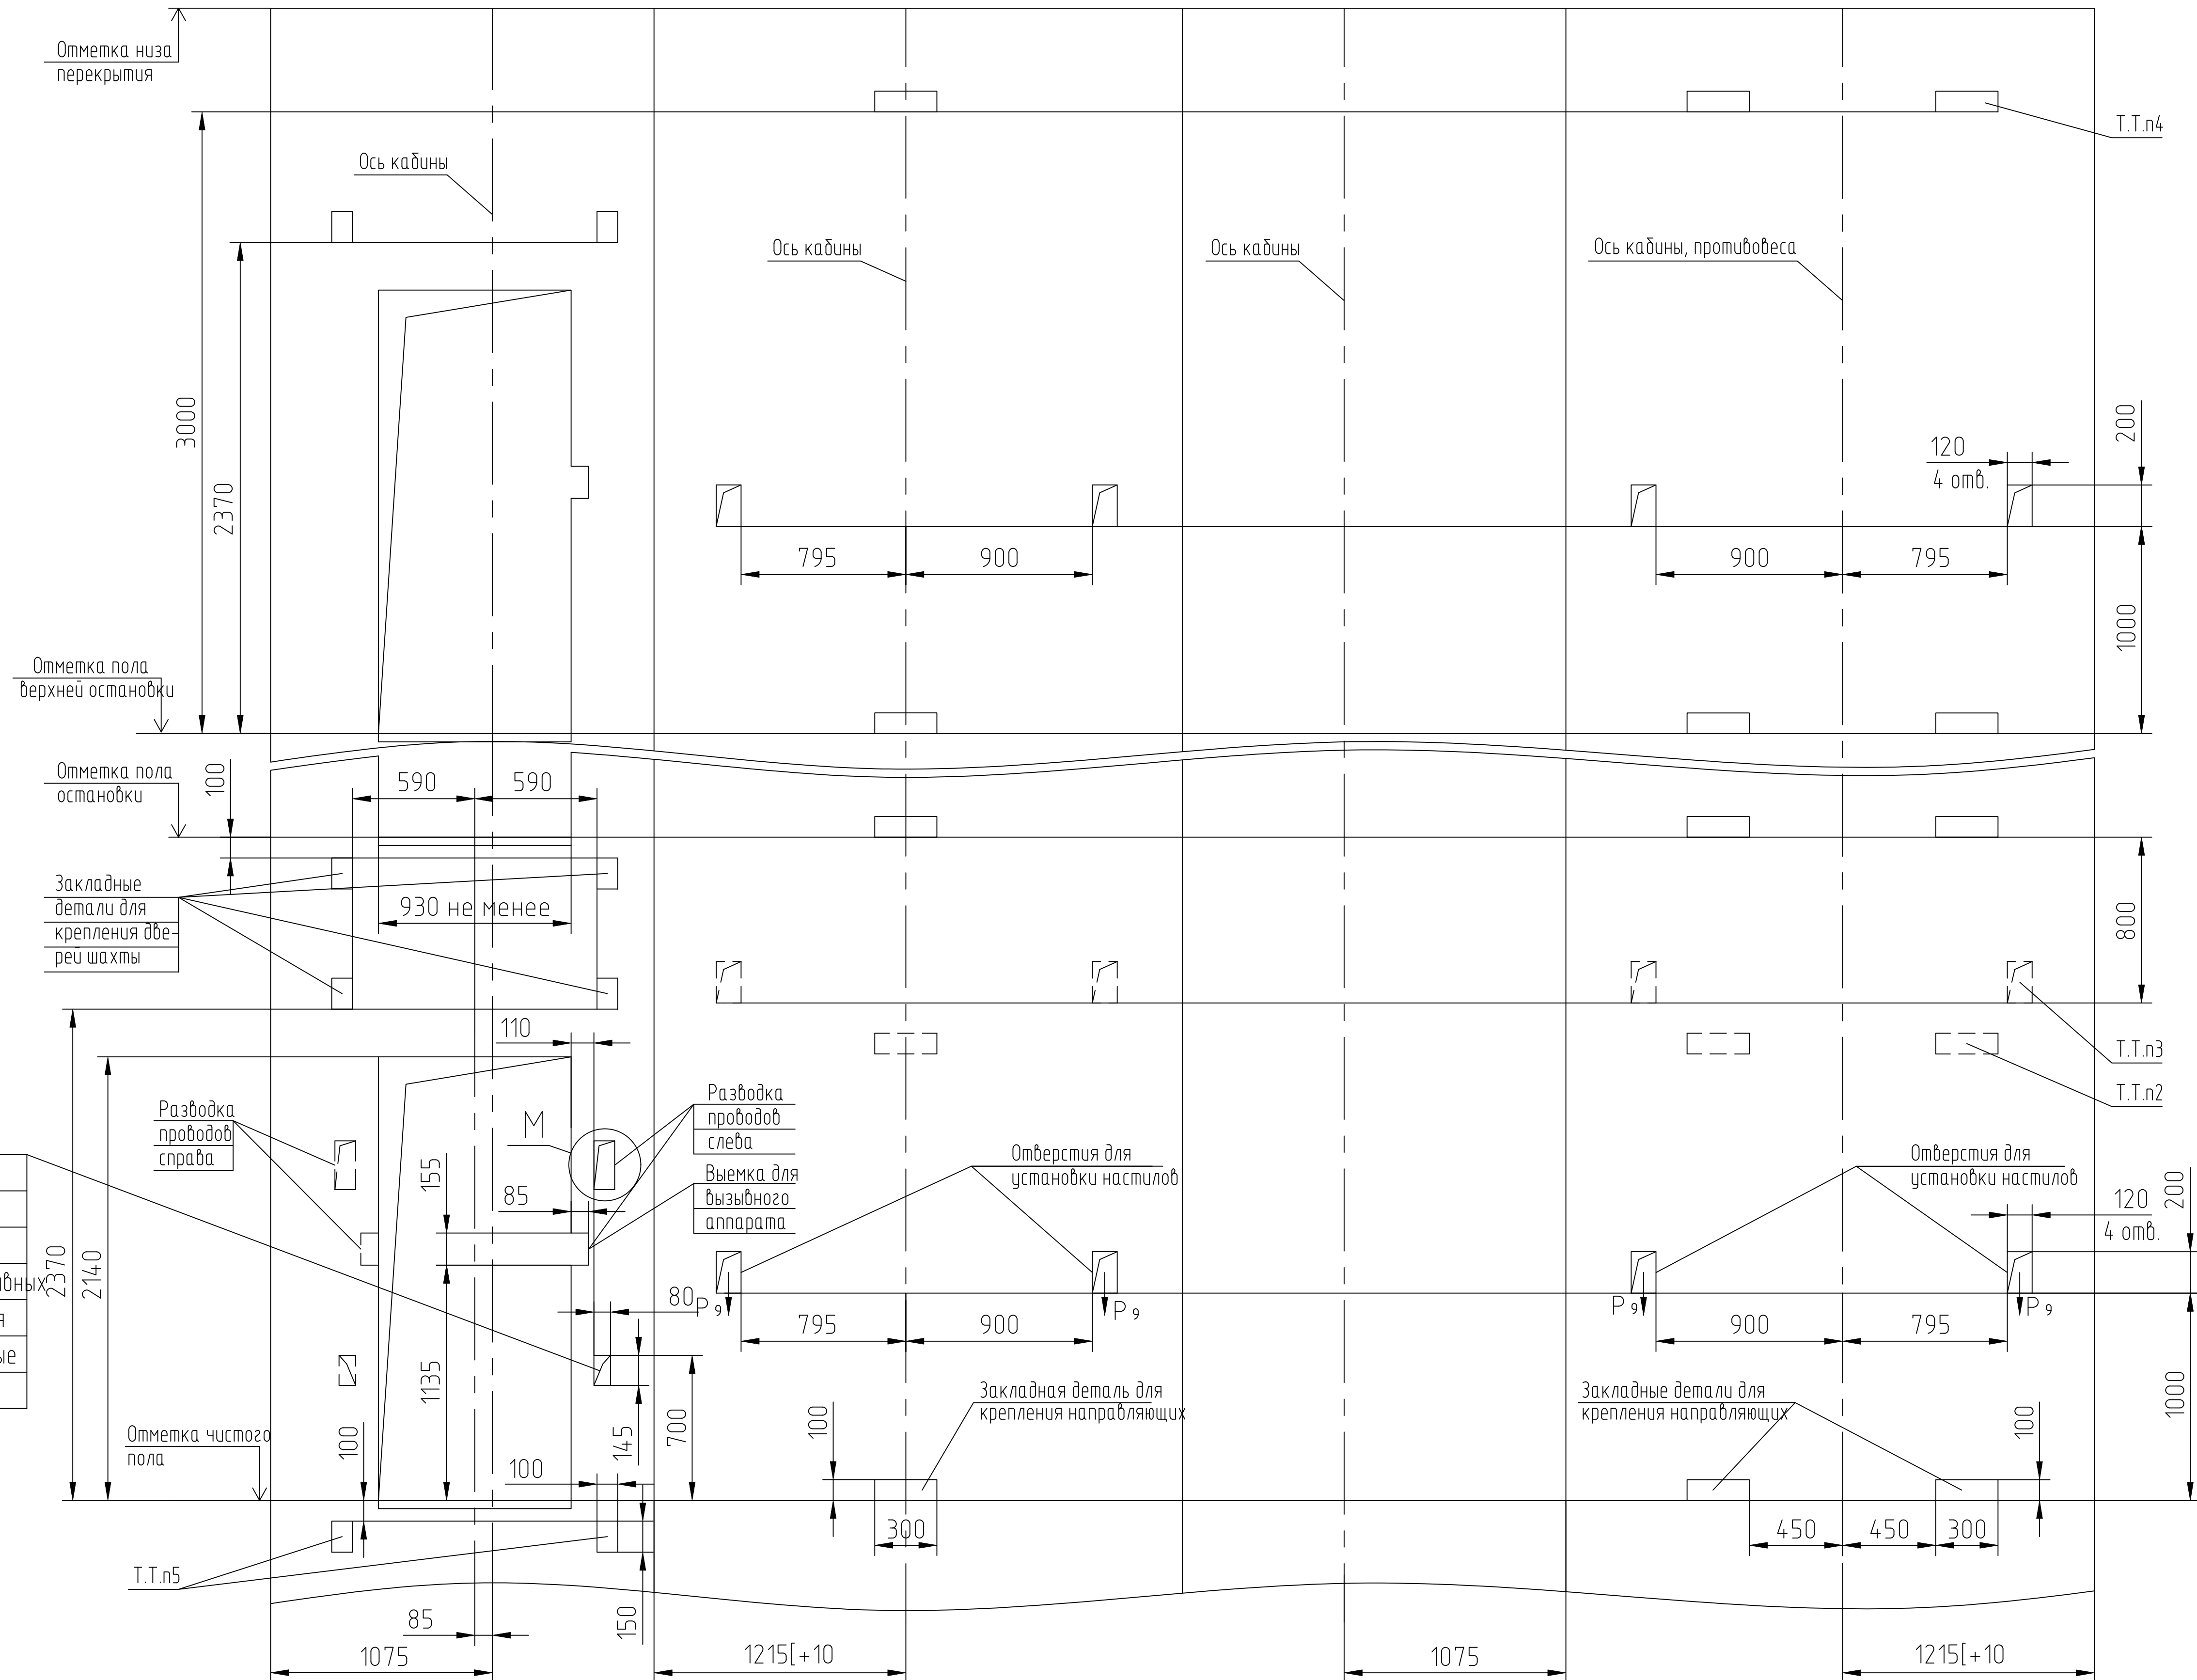 Отметка низа
перекрытия
Т.Т.п4
Ось кабины
Ось кабины
Ось кабины
Ось кабины, противовеса
3000
2370
200
120
4 отв.
795
900
900
795
1000
Отметка пола
верхней остановки
Отметка пола
остановки
100
590
590
Закладные
детали для
крепления две-
рей шахты
930 не менее
800
110
Т.Т.п3
Т.Т.п2
Разводка
проводов
справа
М
Разводка
проводов
слева
155
85
Выемка для
вызывного
аппарата
Отверстия для
установки настилов
Отверстия для
установки настилов
200
120
4 отв.
2370
2140
80
Р 9
Р 9
Р 9
Р 9
795
900
900
795
1135
700
145
1000
Закладная деталь для
крепления направляющих
Закладные детали для
крепления направляющих
Отметка чистого
пола
100
100
100
100
300
450
450
300
Т.Т.п5
150
85
1075
1215[+10
1075
1215[+10